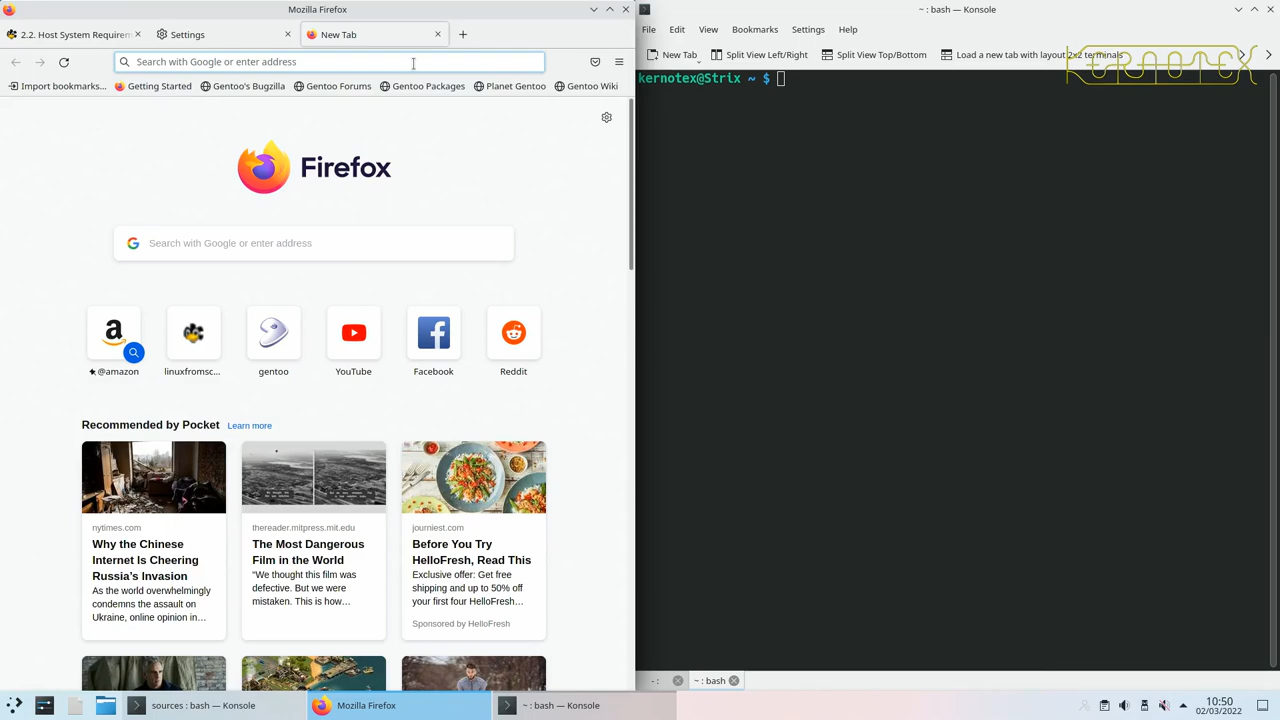 Mozilla Firefox
2.2. Host System Requirem
Settings
New Tab
Search with Google or enter address
Import bookmarks...
Getting Started
Gentoo's Bugzilla
Gentoo Forums
Gentoo Packages
Planet Gentoo
Gentoo Wiki
Firefox
Search with Google or enter address
@amazon
linuxfromsc...
gentoo
YouTube
Facebook
Reddit
Recommended by Pocket
Learn more
nytimes.com
Why the Chinese
Internet Is Cheering
Russia's Invasion
As the world overwhelmingly
condemns the assault on
Ukraine, online opinion in...
thereader.mitpress.mit.edu
The Most Dangerous
Film in the World
"We thought this film was
defective. But we were
mistaken. This is how...
journiest.com
Before You Try
HelloFresh, Read This
Exclusive offer: Get free
shipping and up to 50% off
your first four HelloFresh...
Sponsored by HelloFresh
~ : bash — Konsole
File
Edit
View
Bookmarks
Settings
Help
New Tab
Split View Left/Right
Split View Top/Bottom
Load a new tab with layout 2x2 terminals
KERNOTEX
kernotex@Strix ~ $
- :
~ : bash
sources : bash — Konsole
Mozilla Firefox
~ : bash — Konsole
10:50
02/03/2022